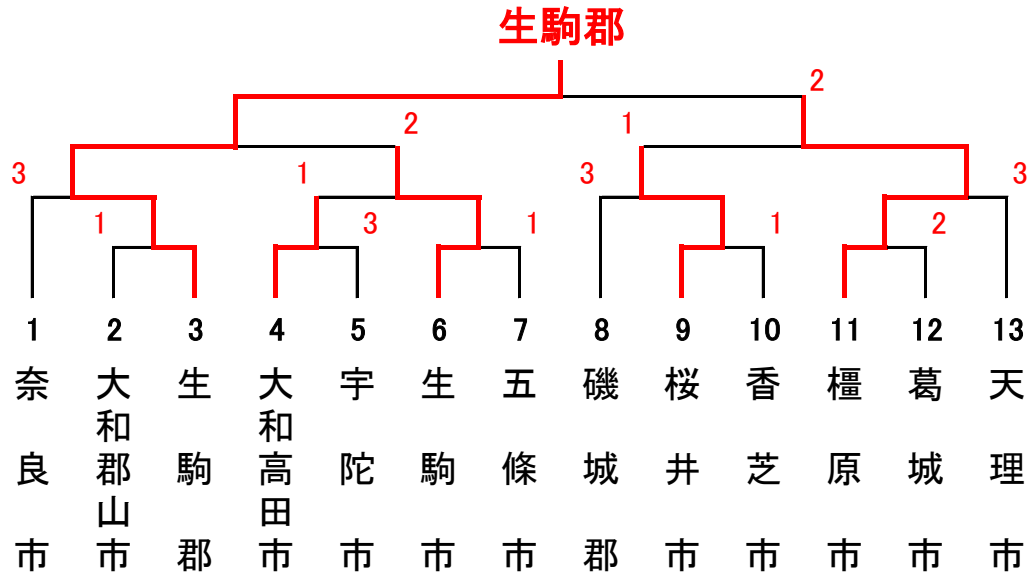 生駒郡
2
2
1
3
1
3
3
1
3
1
1
2
1
2
3
4
5
6
7
8
9
10
11
12
13
奈良市
大和郡山市
生駒郡
大和高田市
宇陀市
生駒市
五條市
磯城郡
桜井市
香芝市
橿原市
葛城市
天理市